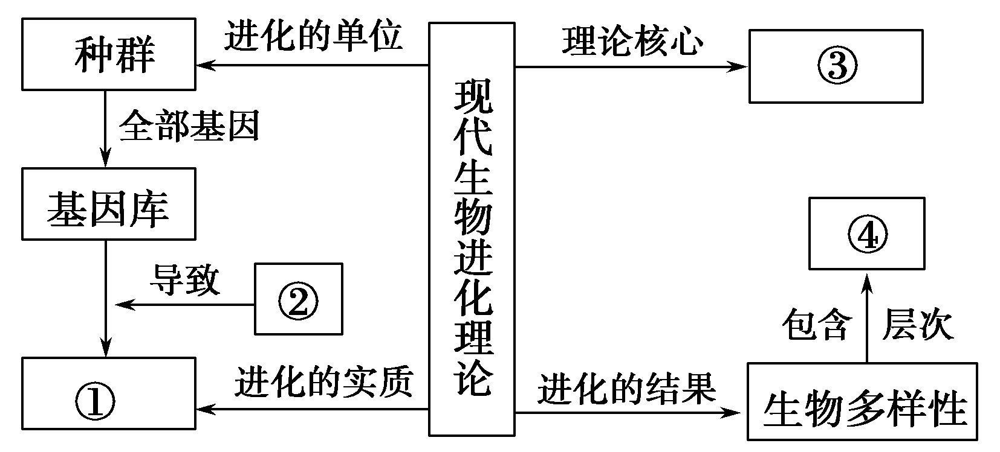 种群
进化的单位
理论核心
③
全部基因
现代生物进化理论
基因库
④
导致
②
包含
层次
①
进化的实质
进化的结果
生物多样性